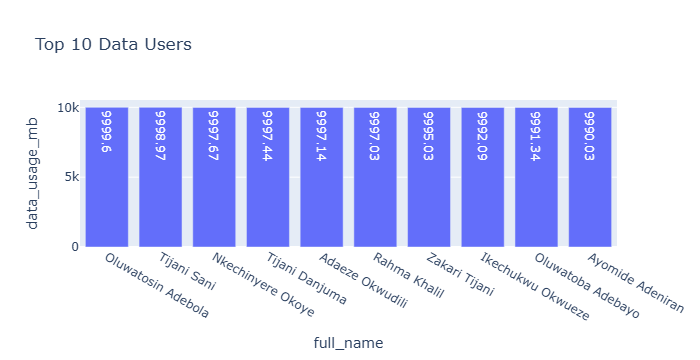 Top 10 Data Users
data_usage_mb
10k
5k
0
9999.6
9998.97
9997.67
9997.44
9997.14
9997.03
9995.03
9992.09
9991.34
9990.03
Oluwatosin Adebola
Tijani Sani
Nkechinyere Okoye
Tijani Danjuma
Adaeze Okwudili
Rahma Khalil
Zakari Tijani
Ikechukwu Okwueze
Oluwatoba Adebayo
Ayomide Adeniran
full_name